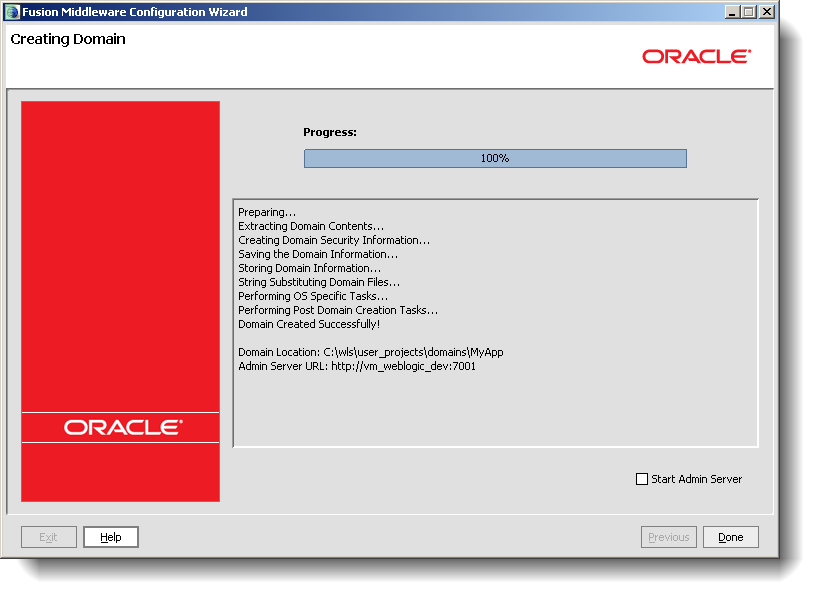 Fusion Middleware Configuration Wizard
Creating Domain
ORACLE®
Progress:
100%
Preparing...
Extracting Domain Contents...
Creating Domain Security Information...
Saving the Domain Information...
Storing Domain Information...
String Substituting Domain Files...
Performing OS Specific Tasks...
Performing Post Domain Creation Tasks...
Domain Created Successfully!
Domain Location: C:\wls\user_projects\domains\MyApp
Admin Server URL: http://vm_weblogic_dev:7001
ORACLE®
Start Admin Server
Exit
Help
Previous
Done